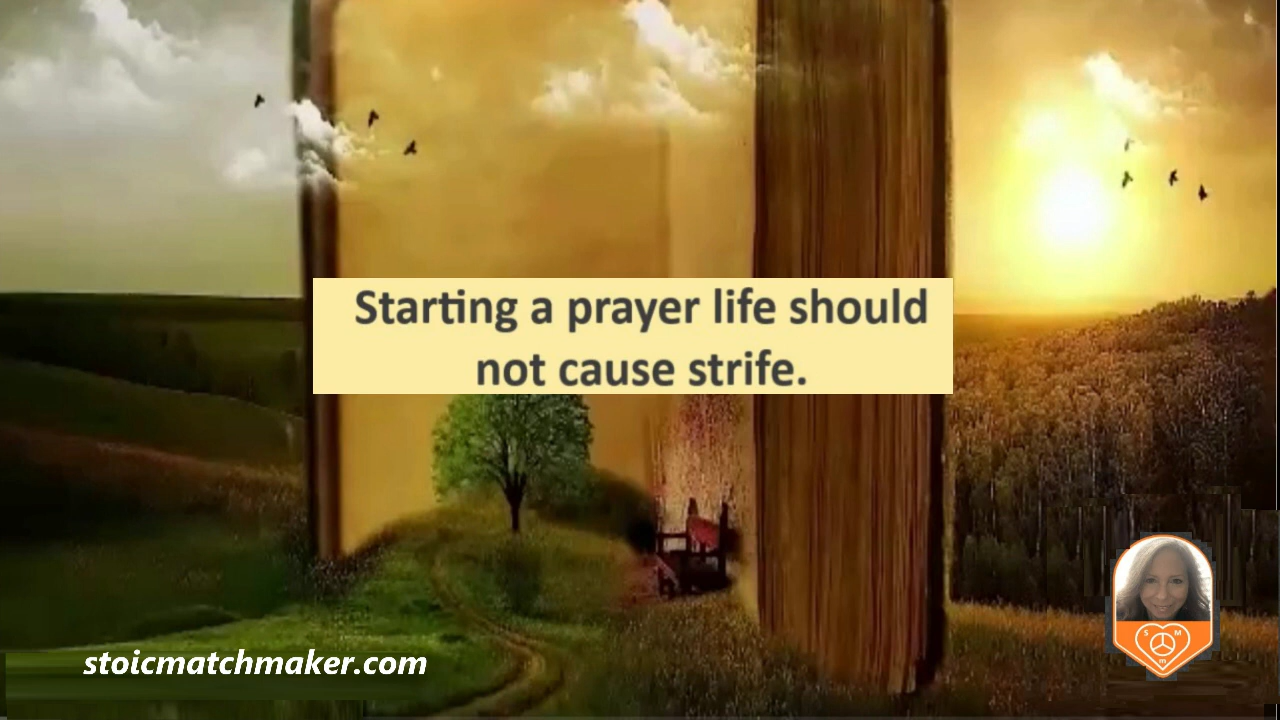 Starting a prayer life should
not cause strife.
stoicmatchmaker.com
S M
m